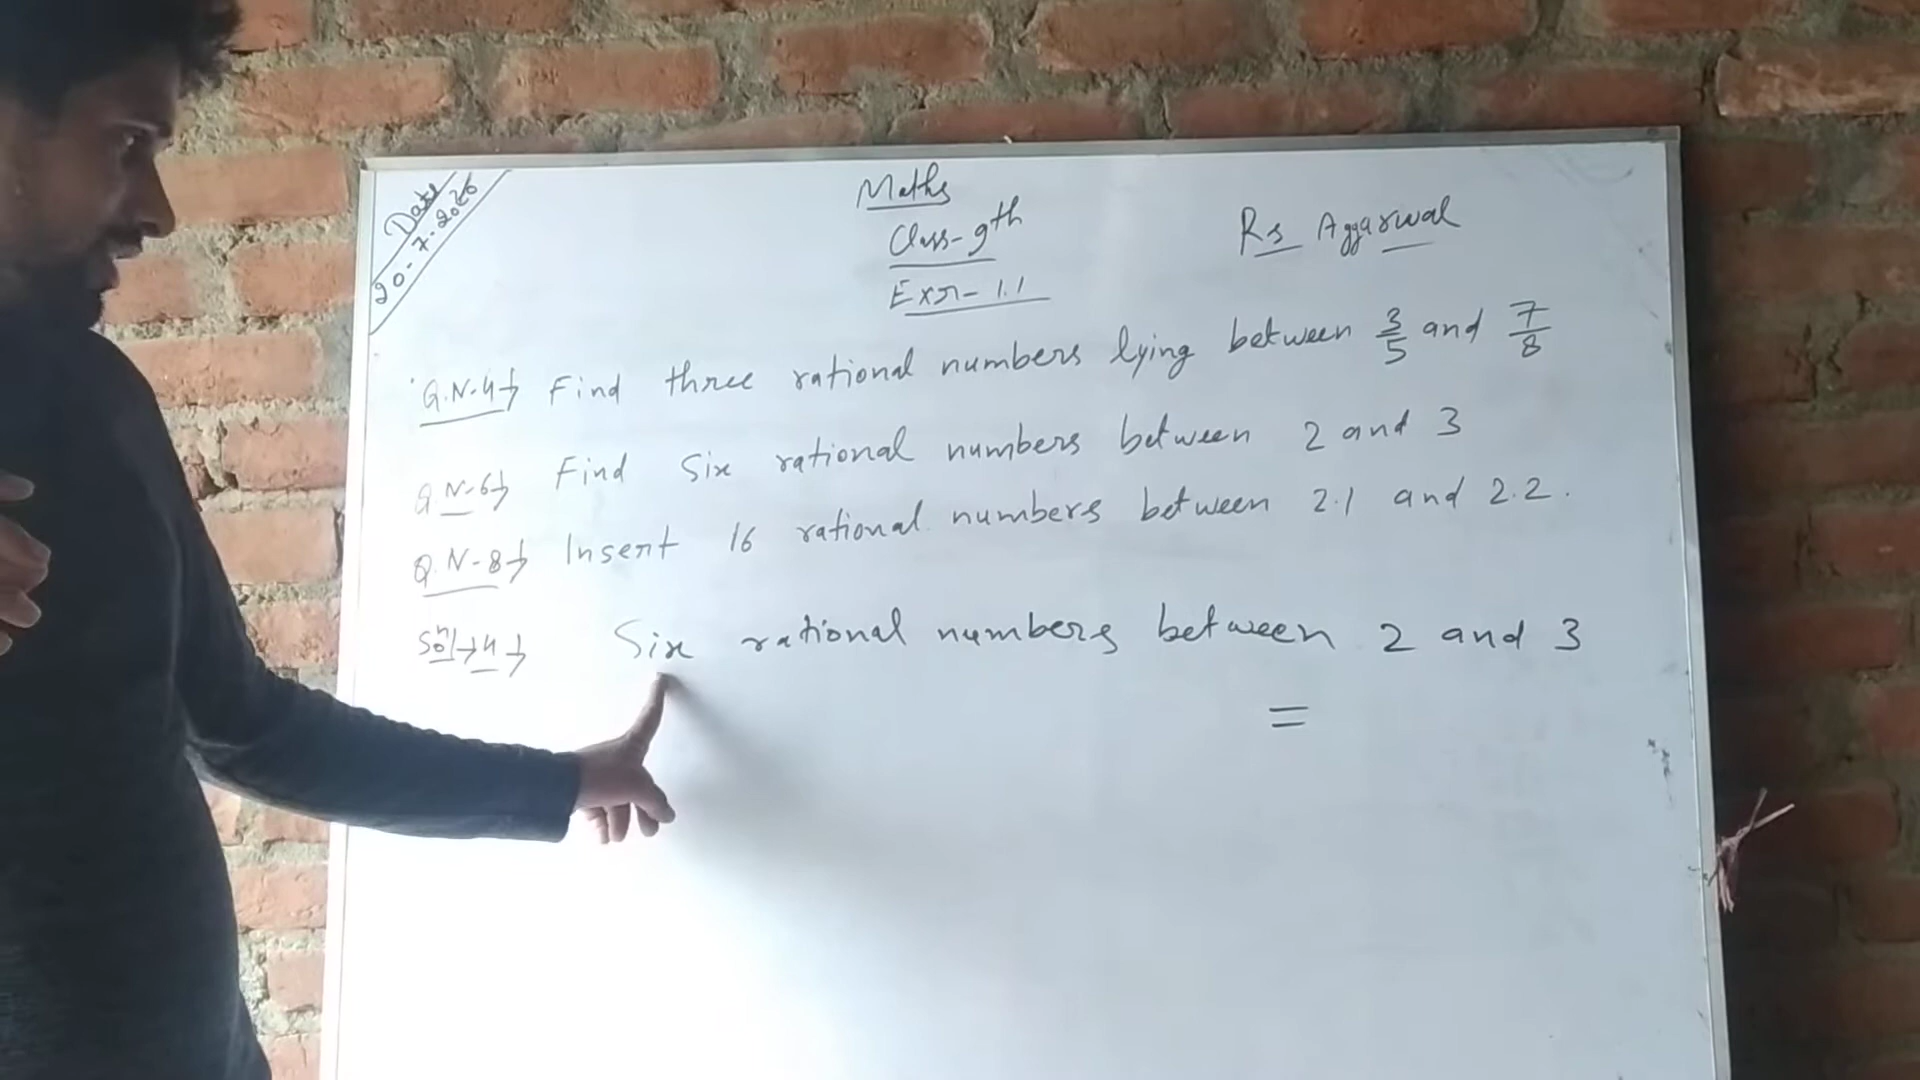 Date
20-7-2026
Maths
Class-9th
Rs Aggarwal
Exr-1.1
Q.N-4→ Find three rational numbers lying between 3/5 and 7/8
Q N-6→ Find Six rational numbers between 2 and 3
Q.N-8→ Insert 16 rational numbers between 2.1 and 2.2.
Solⁿ→4→ Six rational numbers between 2 and 3
=